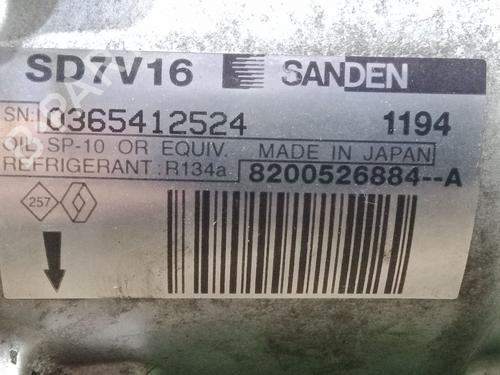 SD7V16 SANDEN
SN: 0365412524 1194
OIL: SP-10 OR EQUIV. MADE IN JAPAN
REFRIGERANT: R134a 8200526884--A
257